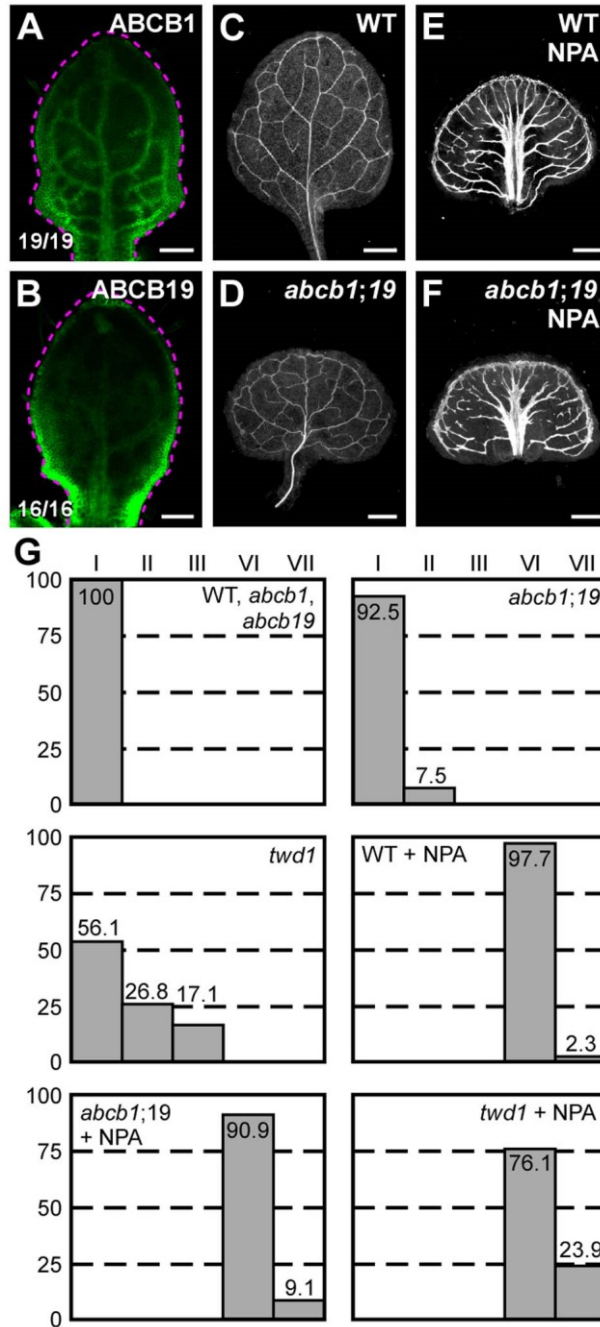 A ABCB1
19/19
C WT
E WT
NPA
B ABCB19
16/16
D abcb1;19
F abcb1;19
NPA
G
I II III VI VII
I II III VI VII
100
75
50
25
0
100
WT, abcb1,
abcb19
92.5
7.5
abcb1;19
100
75
50
25
0
56.1
26.8
17.1
twd1
WT + NPA
97.7
2.3
100
75
50
25
0
abcb1;19
+ NPA
90.9
9.1
twd1 + NPA
76.1
23.9